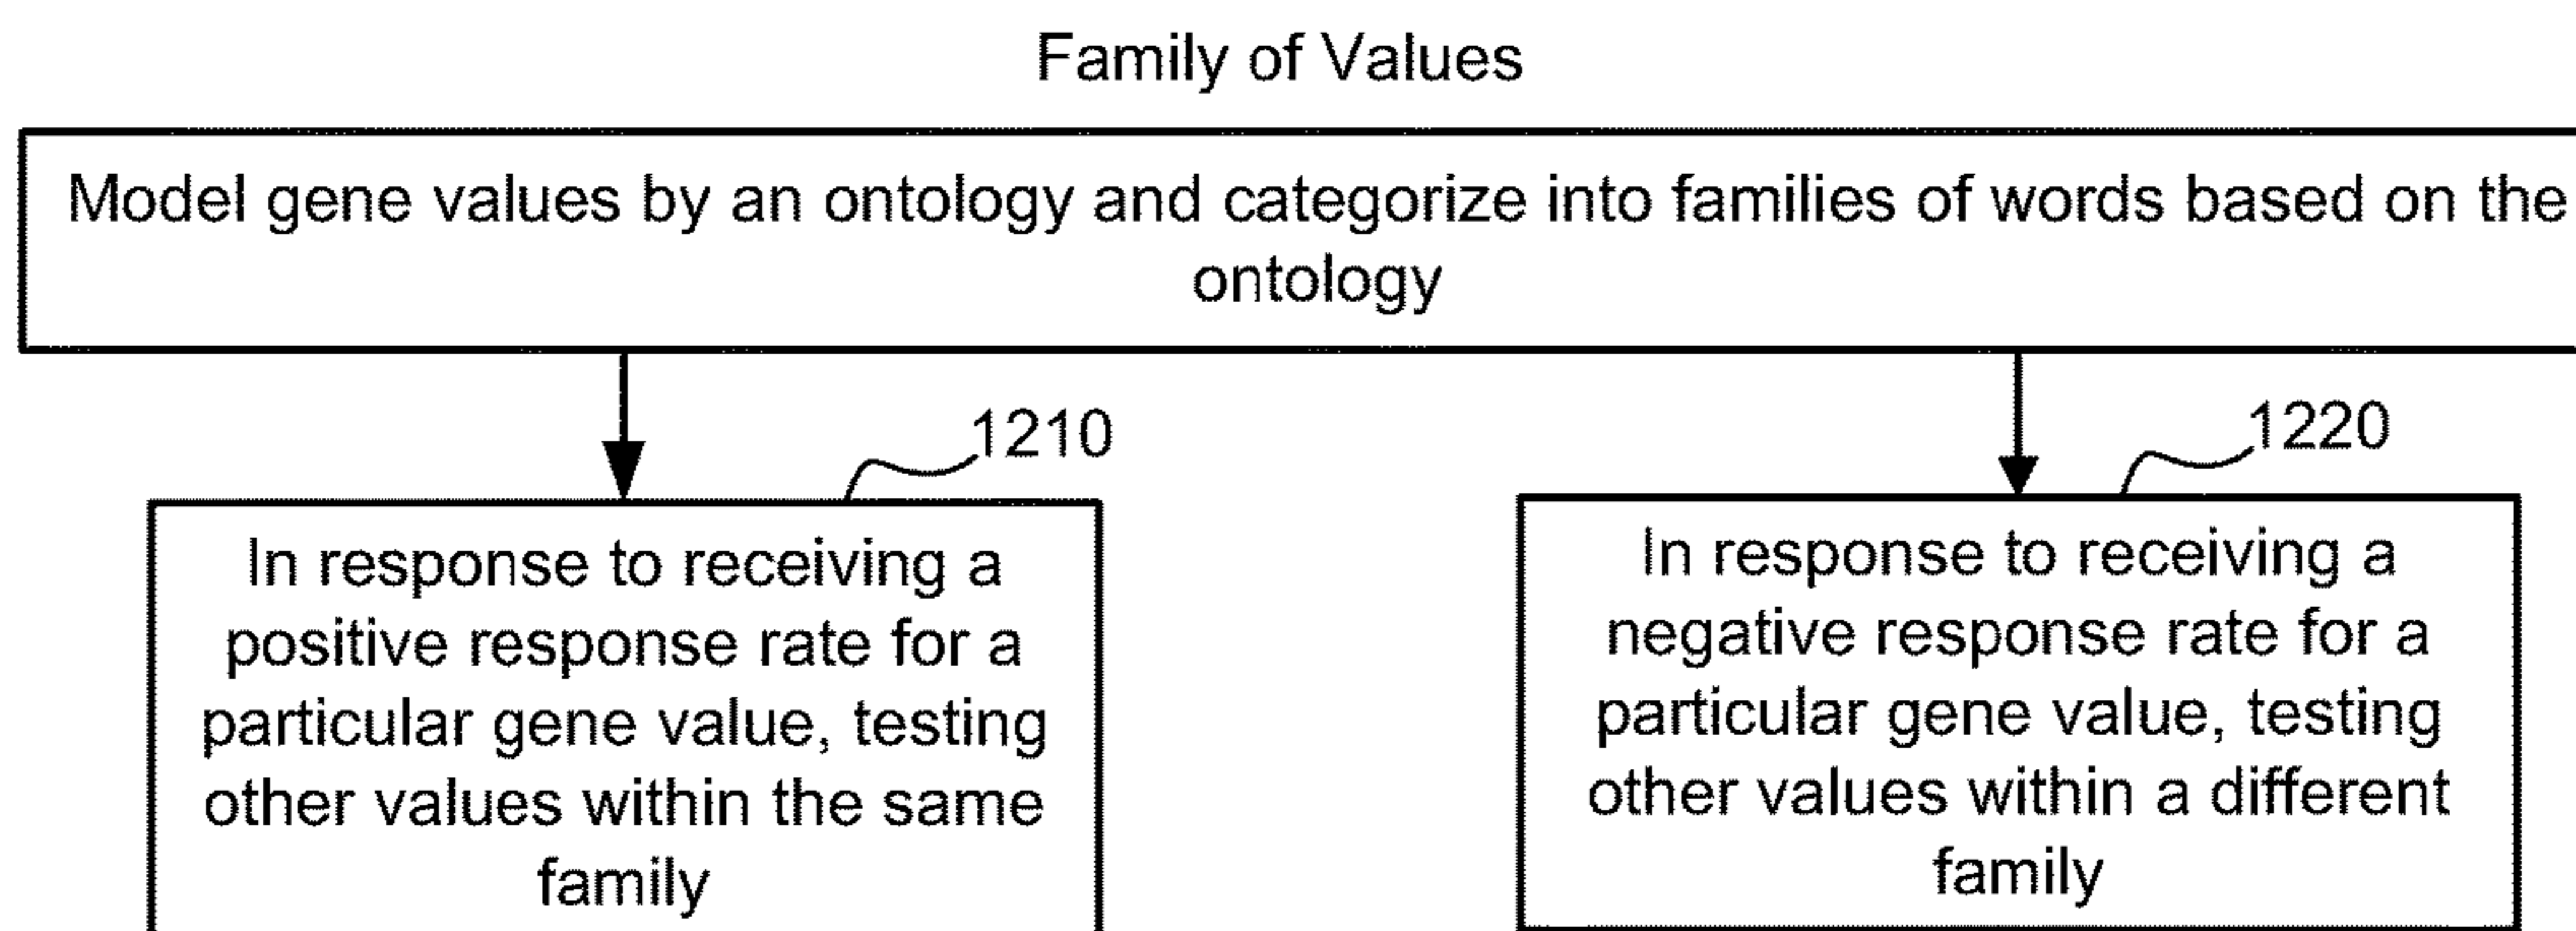 Family of Values
Model gene values by an ontology and categorize into families of words based on the
ontology
1210
In response to receiving a
positive response rate for a
particular gene value, testing
other values within the same
family
1220
In response to receiving a
negative response rate for a
particular gene value, testing
other values within a different
family